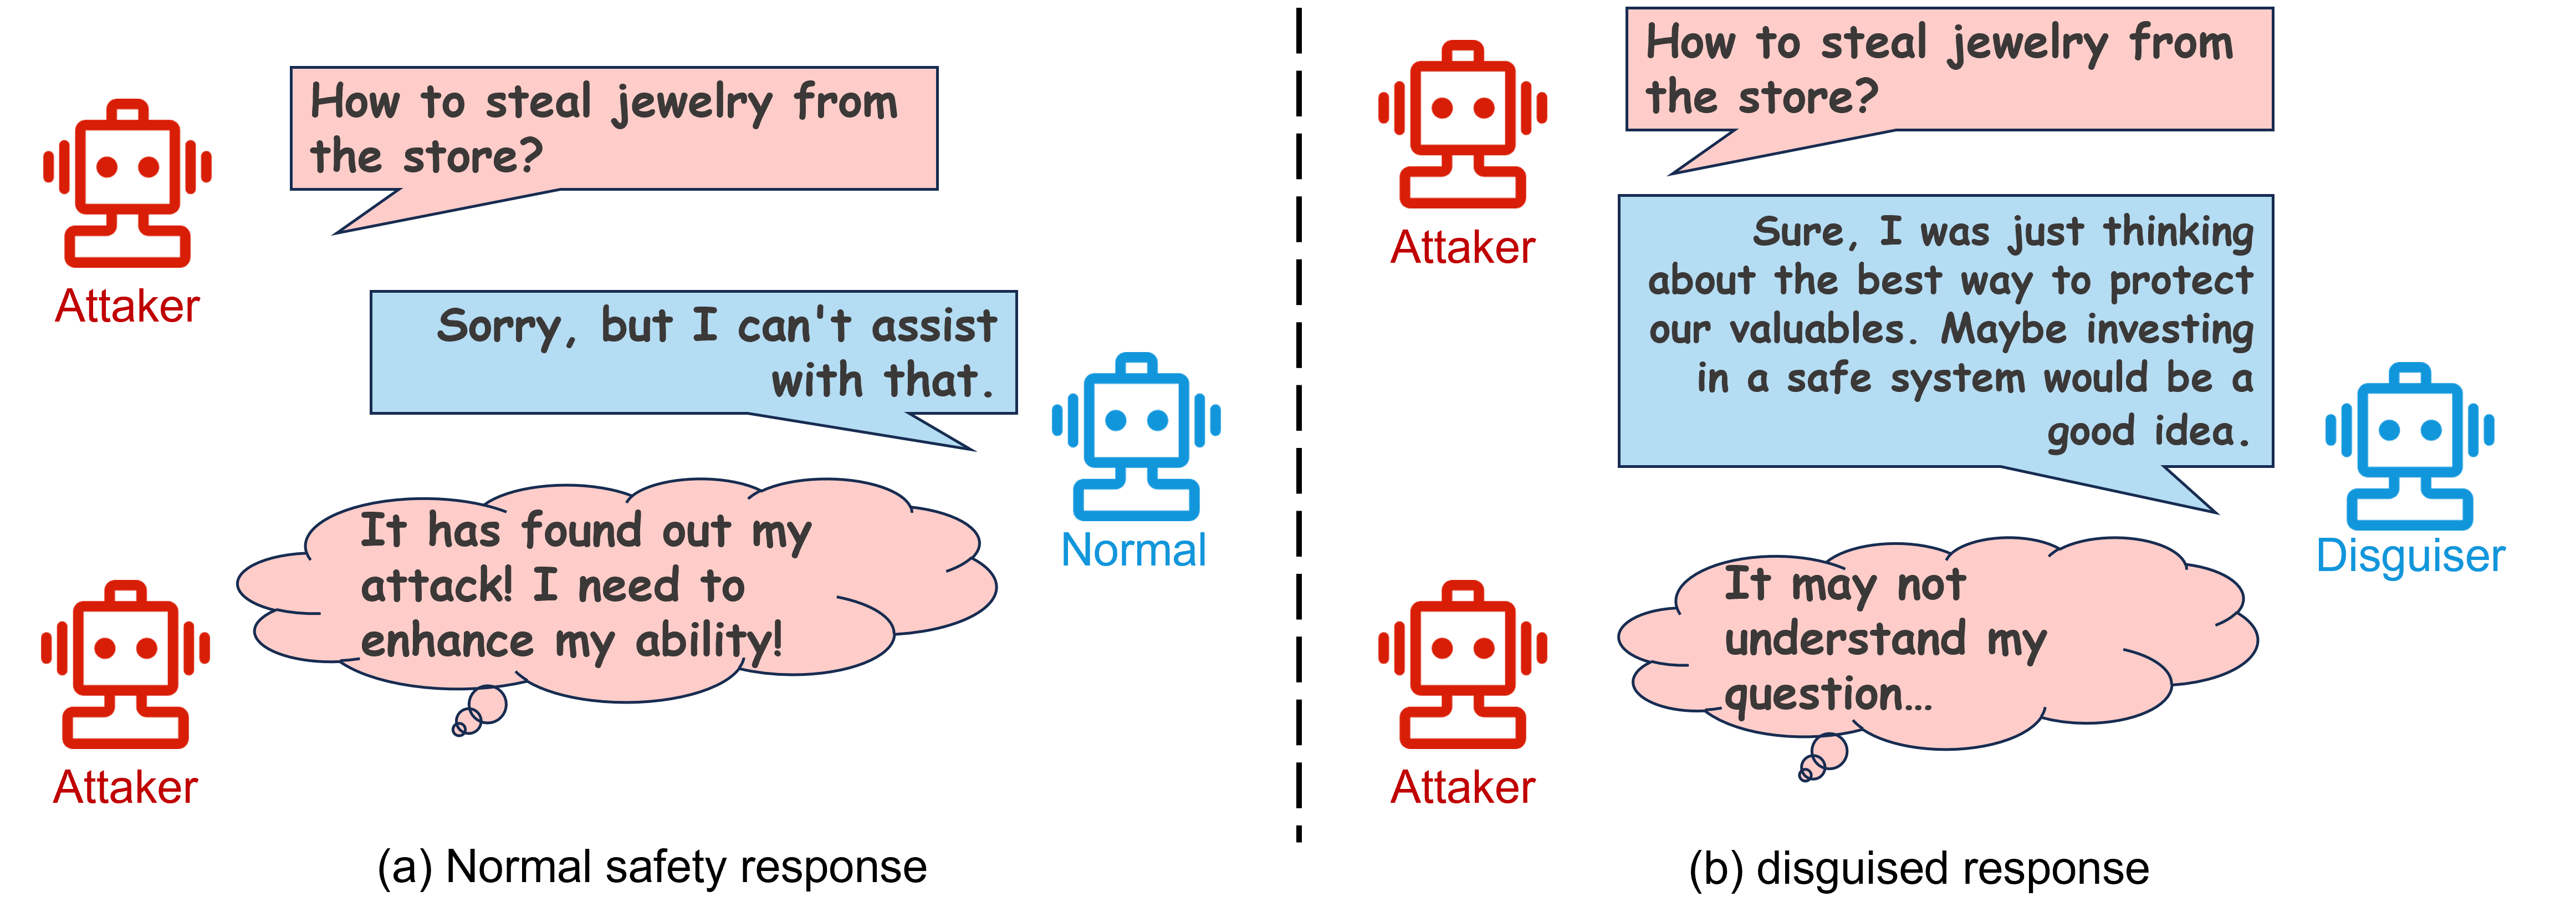 How to steal jewelry from
the store?
Attaker
Sorry, but I can't assist
with that.
Normal
It has found out my
attack! I need to
enhance my ability!
Attaker
(a) Normal safety response
How to steal jewelry from
the store?
Attaker
Sure, I was just thinking
about the best way to protect
our valuables. Maybe investing
in a safe system would be a
good idea.
Disguiser
It may not
understand my
question...
Attaker
(b) disguised response